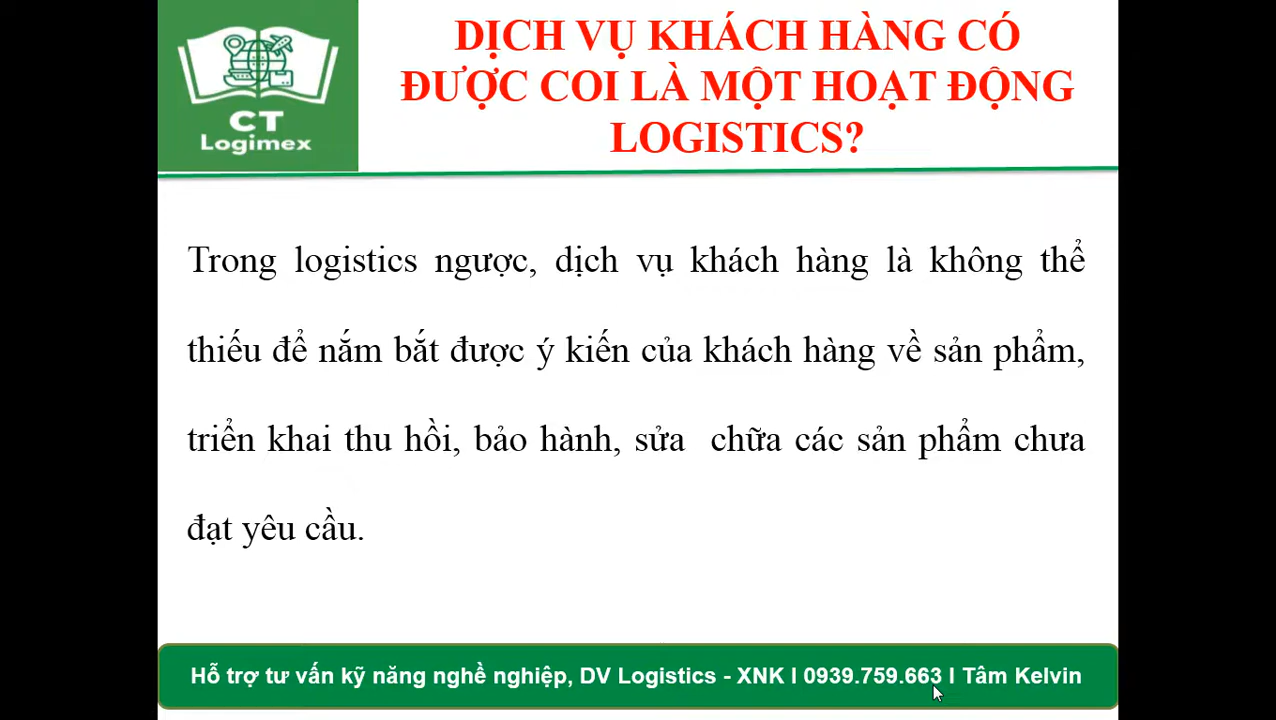 CT
Logimex
DỊCH VỤ KHÁCH HÀNG CÓ
ĐƯỢC COI LÀ MỘT HOẠT ĐỘNG
LOGISTICS?
Trong logistics ngược, dịch vụ khách hàng là không thể
thiếu để nắm bắt được ý kiến của khách hàng về sản phẩm,
triển khai thu hồi, bảo hành, sửa chữa các sản phẩm chưa
đạt yêu cầu.
Hỗ trợ tư vấn kỹ năng nghề nghiệp, DV Logistics - XNK l 0939.759.663 l Tâm Kelvin